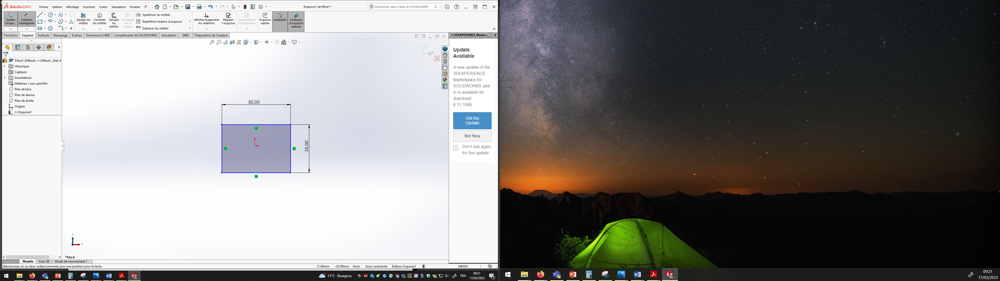 SOLIDWORKS
Fichier Edition Affichage Insertion Outils Simulation Fenêtre
Esquisse1 de Pièce1 *
Rechercher dans l'aide de SOLIDWORKS
Quitter l'esqui...
Cotation intelligente
Ajuster les entités
Convertir les entités
Décaler les entités
Décalage sur la surface
Symétriser les entités
Répétition linéaire d'esquisse
Déplacer les entités
Afficher/Supprimer les relations
Réparer l'esquisse
Aimantations instantanées
Esquisse rapide
Instant2D
Contours d'esquisse ombrés
Fonctions Esquisse Surfaces Marquage Evaluer Dimensions MBD Compléments de SOLIDWORKS Simulation MBD Préparation de l'analyse
Pièce1 (Défaut) <<Défaut>_Etat d
Historique
Capteurs
Annotations
Matériau <non spécifié>
Plan de face
Plan de dessus
Plan de droite
Origine
(-) Esquisse1
50,00
35,00
Y
X
*Face
<<3DEXPERIENCE Marke...
Update
Available
A new update of the
3DEXPERIENCE
Marketplace for
SOLIDWORKS add-
in is available for
download:
6.31.1046
Get the
Update
Not Now
Don't ask again
for this update
Modèle Vues 3D Etude de mouvement 1
Sélectionnez un ou deux arêtes/sommets puis une position pour le texte.
21.69mm -42.99mm 0mm Sous-contrainte Edition: Esquisse1
MMGS
11°C Nuageux
FRA
09:21
17/03/2023
09:21
17/03/2023